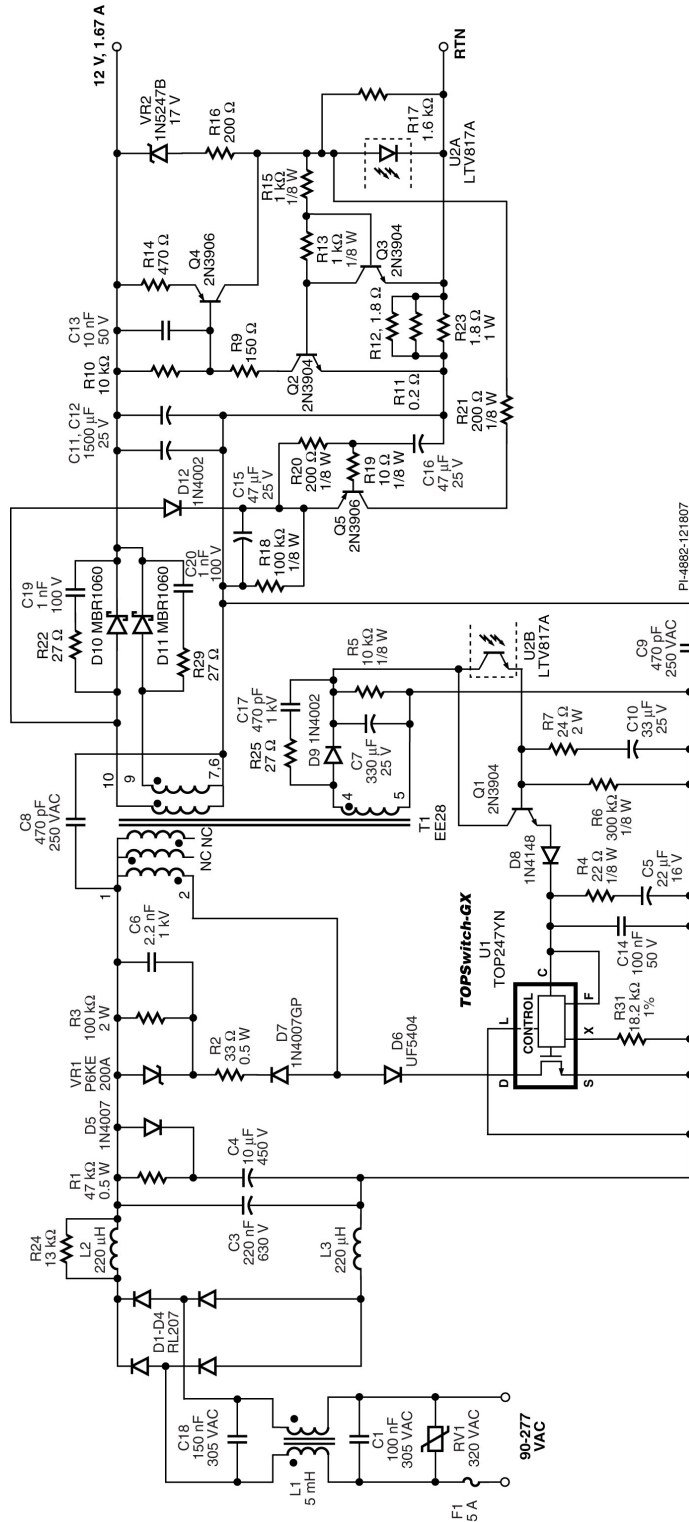 90-277
VAC
F1
5 A
RV1
320 VAC
C1
100 nF
305 VAC
L1
5 mH
C18
150 nF
305 VAC
D1-D4
RL207
R24
13 kΩ
L2
220 µH
L3
220 µH
C3
220 nF
630 V
R1
47 kΩ
0.5 W
C4
10 µF
450 V
D5
1N4007
VR1
P6KE
200A
R3
100 kΩ
2 W
C6
2.2 nF
1 kV
R2
33 Ω
0.5 W
D7
1N4007GP
D6
UF5404
C8
470 pF
250 VAC
1
2
NC NC
10
9
7,6
4
5
T1
EE28
TOPSwitch-GX
U1
TOP247YN
CONTROL
D
S
L
X
F
C
R31
18.2 kΩ
1%
C14
100 nF
50 V
R4
22 Ω
1/8 W
C5
22 µF
16 V
D8
1N4148
Q1
2N3904
R6
300 kΩ
1/8 W
R7
24 Ω
2 W
C10
33 µF
25 V
U2B
LTV817A
R25
27 Ω
C17
470 pF
1 kV
D9 1N4002
C7
330 µF
25 V
R5
10 kΩ
1/8 W
C9
470 pF
250 VAC
R22
27 Ω
C19
1 nF
100 V
D10 MBR1060
D11 MBR1060
R29
27 Ω
C20
1 nF
100 V
D12
1N4002
C15
47 µF
25 V
R18
100 kΩ
1/8 W
C11, C12
1500 µF
25 V
R20
200 Ω
1/8 W
R19
10 Ω
1/8 W
Q5
2N3906
C16
47 µF
25 V
R10
10 kΩ
C13
10 nF
50 V
R9
150 Ω
R14
470 Ω
Q4
2N3906
Q2
2N3904
R15
1 kΩ
1/8 W
R13
1 kΩ
1/8 W
Q3
2N3904
R12, 1.8 Ω
R11
0.2 Ω
R23
1.8 Ω
1 W
R21
200 Ω
1/8 W
VR2
1N5247B
17 V
R16
200 Ω
R17
1.6 kΩ
U2A
LTV817A
12 V, 1.67 A
RTN
PI-4882-121807